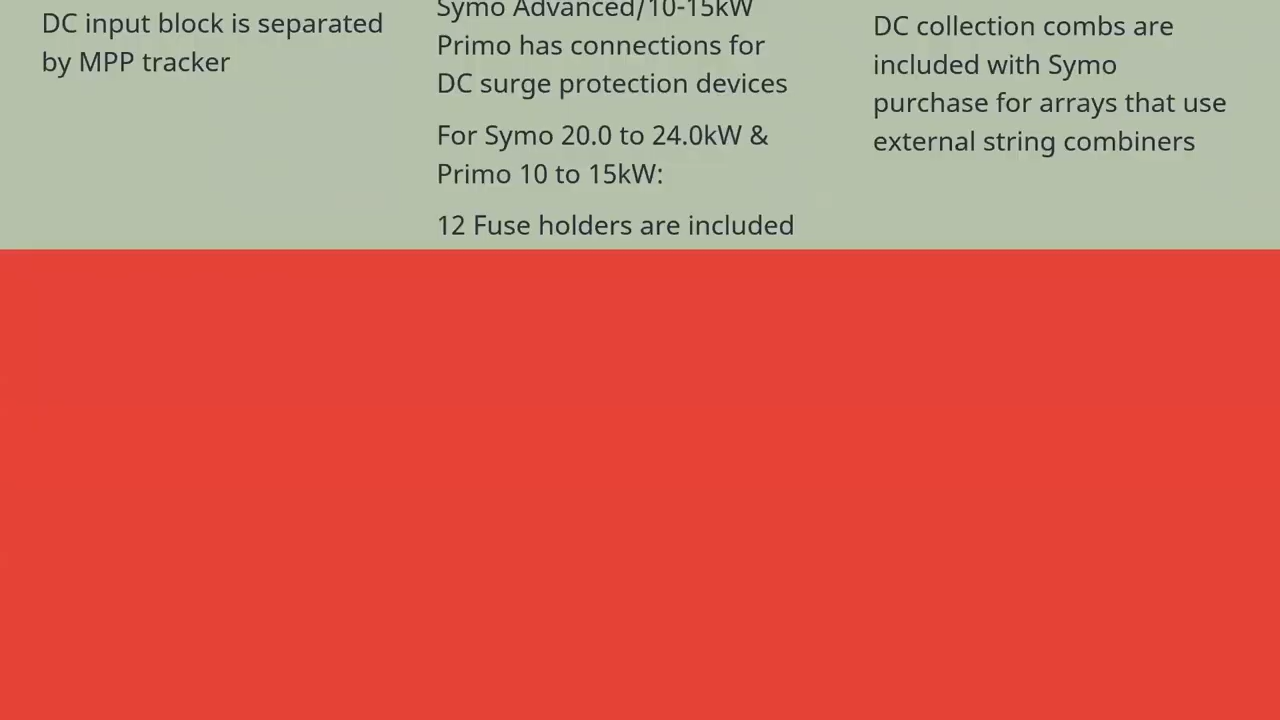 DC input block is separated
by MPP tracker
Symo Advanced/10-15kW
Primo has connections for
DC surge protection devices
For Symo 20.0 to 24.0kW &
Primo 10 to 15kW:
12 Fuse holders are included
DC collection combs are
included with Symo
purchase for arrays that use
external string combiners